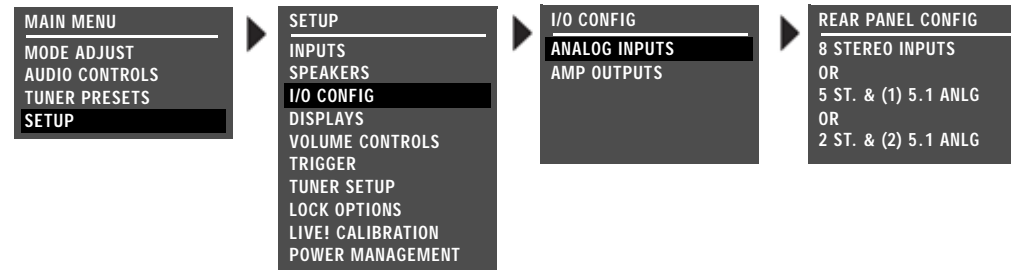 MAIN MENU
MODE ADJUST
AUDIO CONTROLS
TUNER PRESETS
SETUP
SETUP
INPUTS
SPEAKERS
I/O CONFIG
DISPLAYS
VOLUME CONTROLS
TRIGGER
TUNER SETUP
LOCK OPTIONS
LIVE! CALIBRATION
POWER MANAGEMENT
I/O CONFIG
ANALOG INPUTS
AMP OUTPUTS
REAR PANEL CONFIG
8 STEREO INPUTS
OR
5 ST. & (1) 5.1 ANLG
OR
2 ST. & (2) 5.1 ANLG